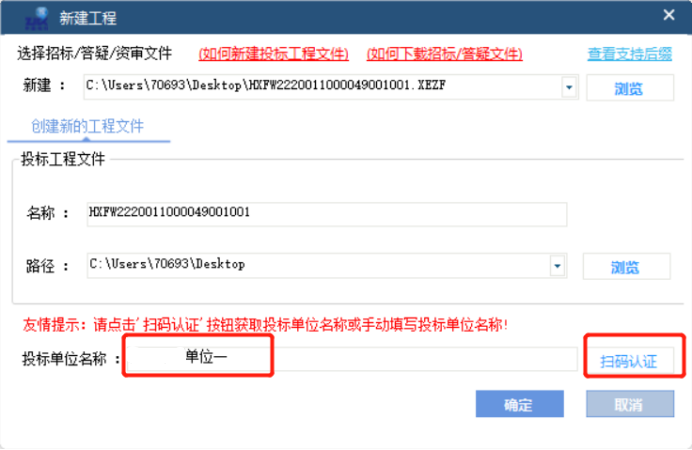 新建工程
选择招标/答疑/资审文件 (如何新建投标工程文件) (如何下载招标/答疑文件) 查看支持后缀
新建 : C:\Users\70693\Desktop\HXFW2220011000049001001.XEZF 浏览
创建新的工程文件
投标工程文件
名称 : HXFW2220011000049001001
路径 : C:\Users\70693\Desktop 浏览
友情提示: 请点击'扫码认证'按钮获取投标单位名称或手动填写投标单位名称!
投标单位名称 : 单位一 扫码认证
确定 取消